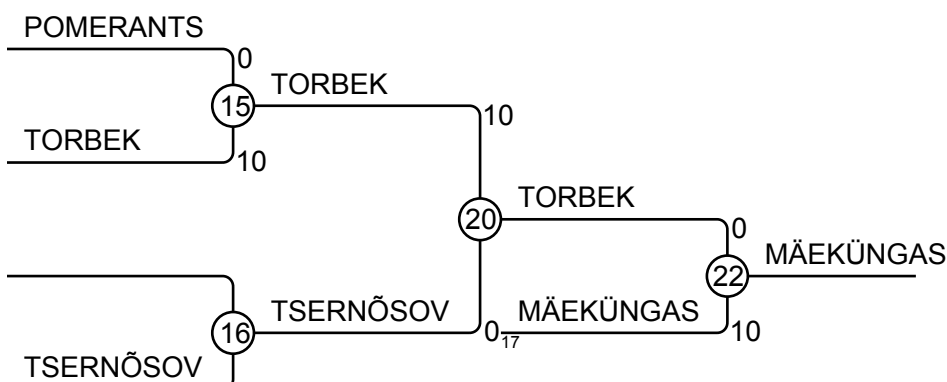 POMERANTS
0
15
TORBEK
10
TORBEK
10
20
TORBEK
0
22
MÄEKÜNGAS
16
TSERNÕSOV
0
17
MÄEKÜNGAS
10
TSERNÕSOV